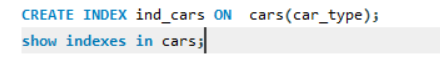 CREATE INDEX ind_cars ON  cars(car_type);
show indexes in cars;